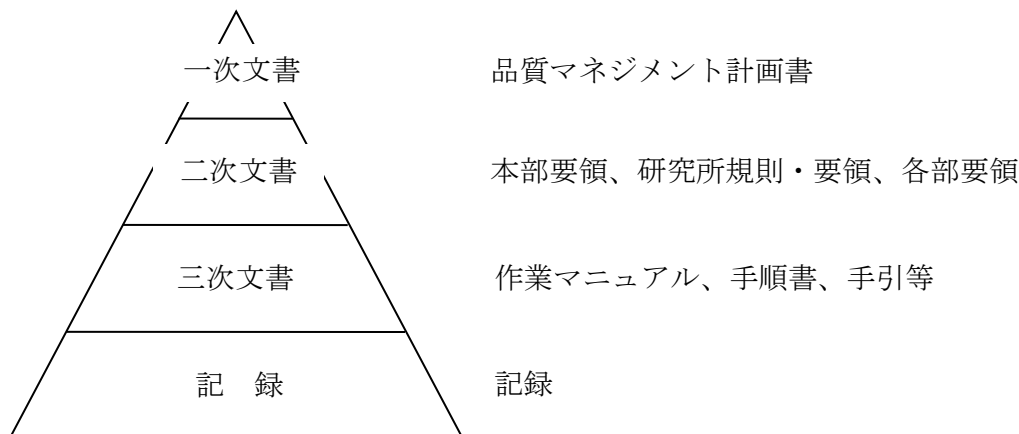 一次文書　品質マネジメント計画書
二次文書　本部要領、研究所規則・要領、各部要領
三次文書　作業マニュアル、手順書、手引等
記　録　記録